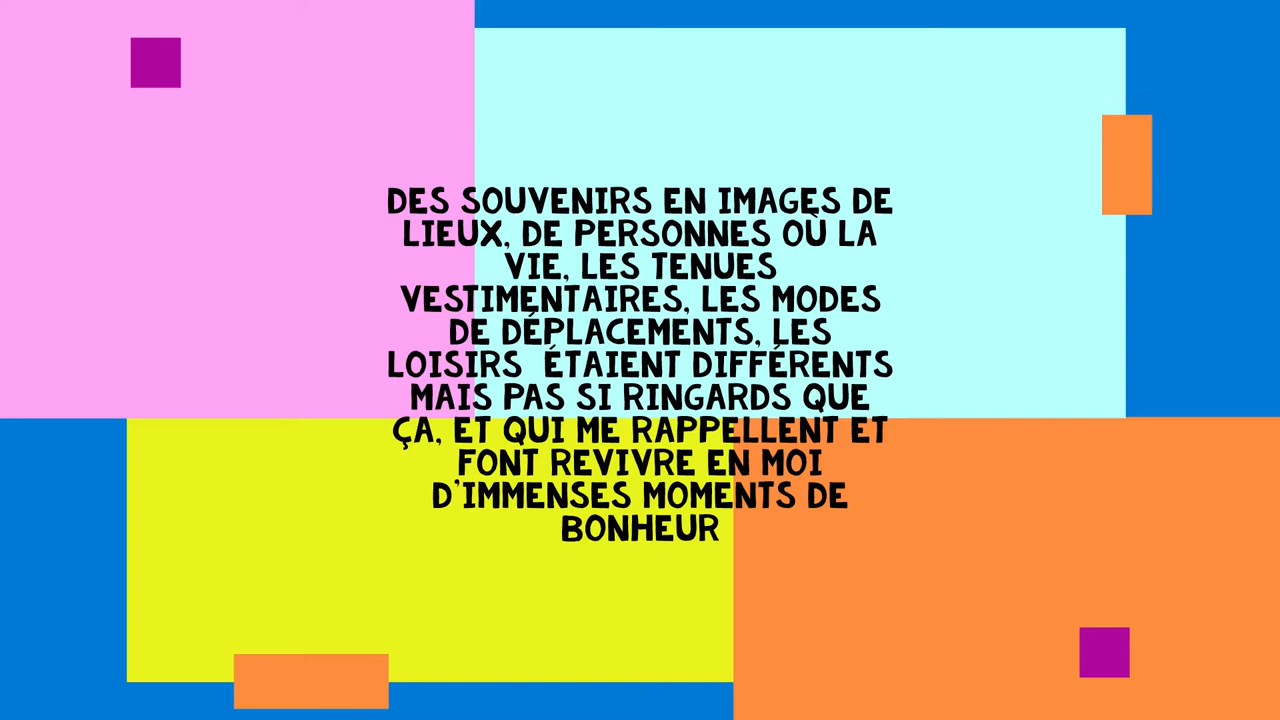 DES SOUVENIRS EN IMAGES DE
LIEUX, DE PERSONNES OÙ LA
VIE, LES TENUES
VESTIMENTAIRES, LES MODES
DE DÉPLACEMENTS, LES
LOISIRS  ÉTAIENT DIFFÉRENTS
MAIS PAS SI RINGARDS QUE
ÇA, ET QUI ME RAPPELLENT ET
FONT REVIVRE EN MOI
D'IMMENSES MOMENTS DE
BONHEUR